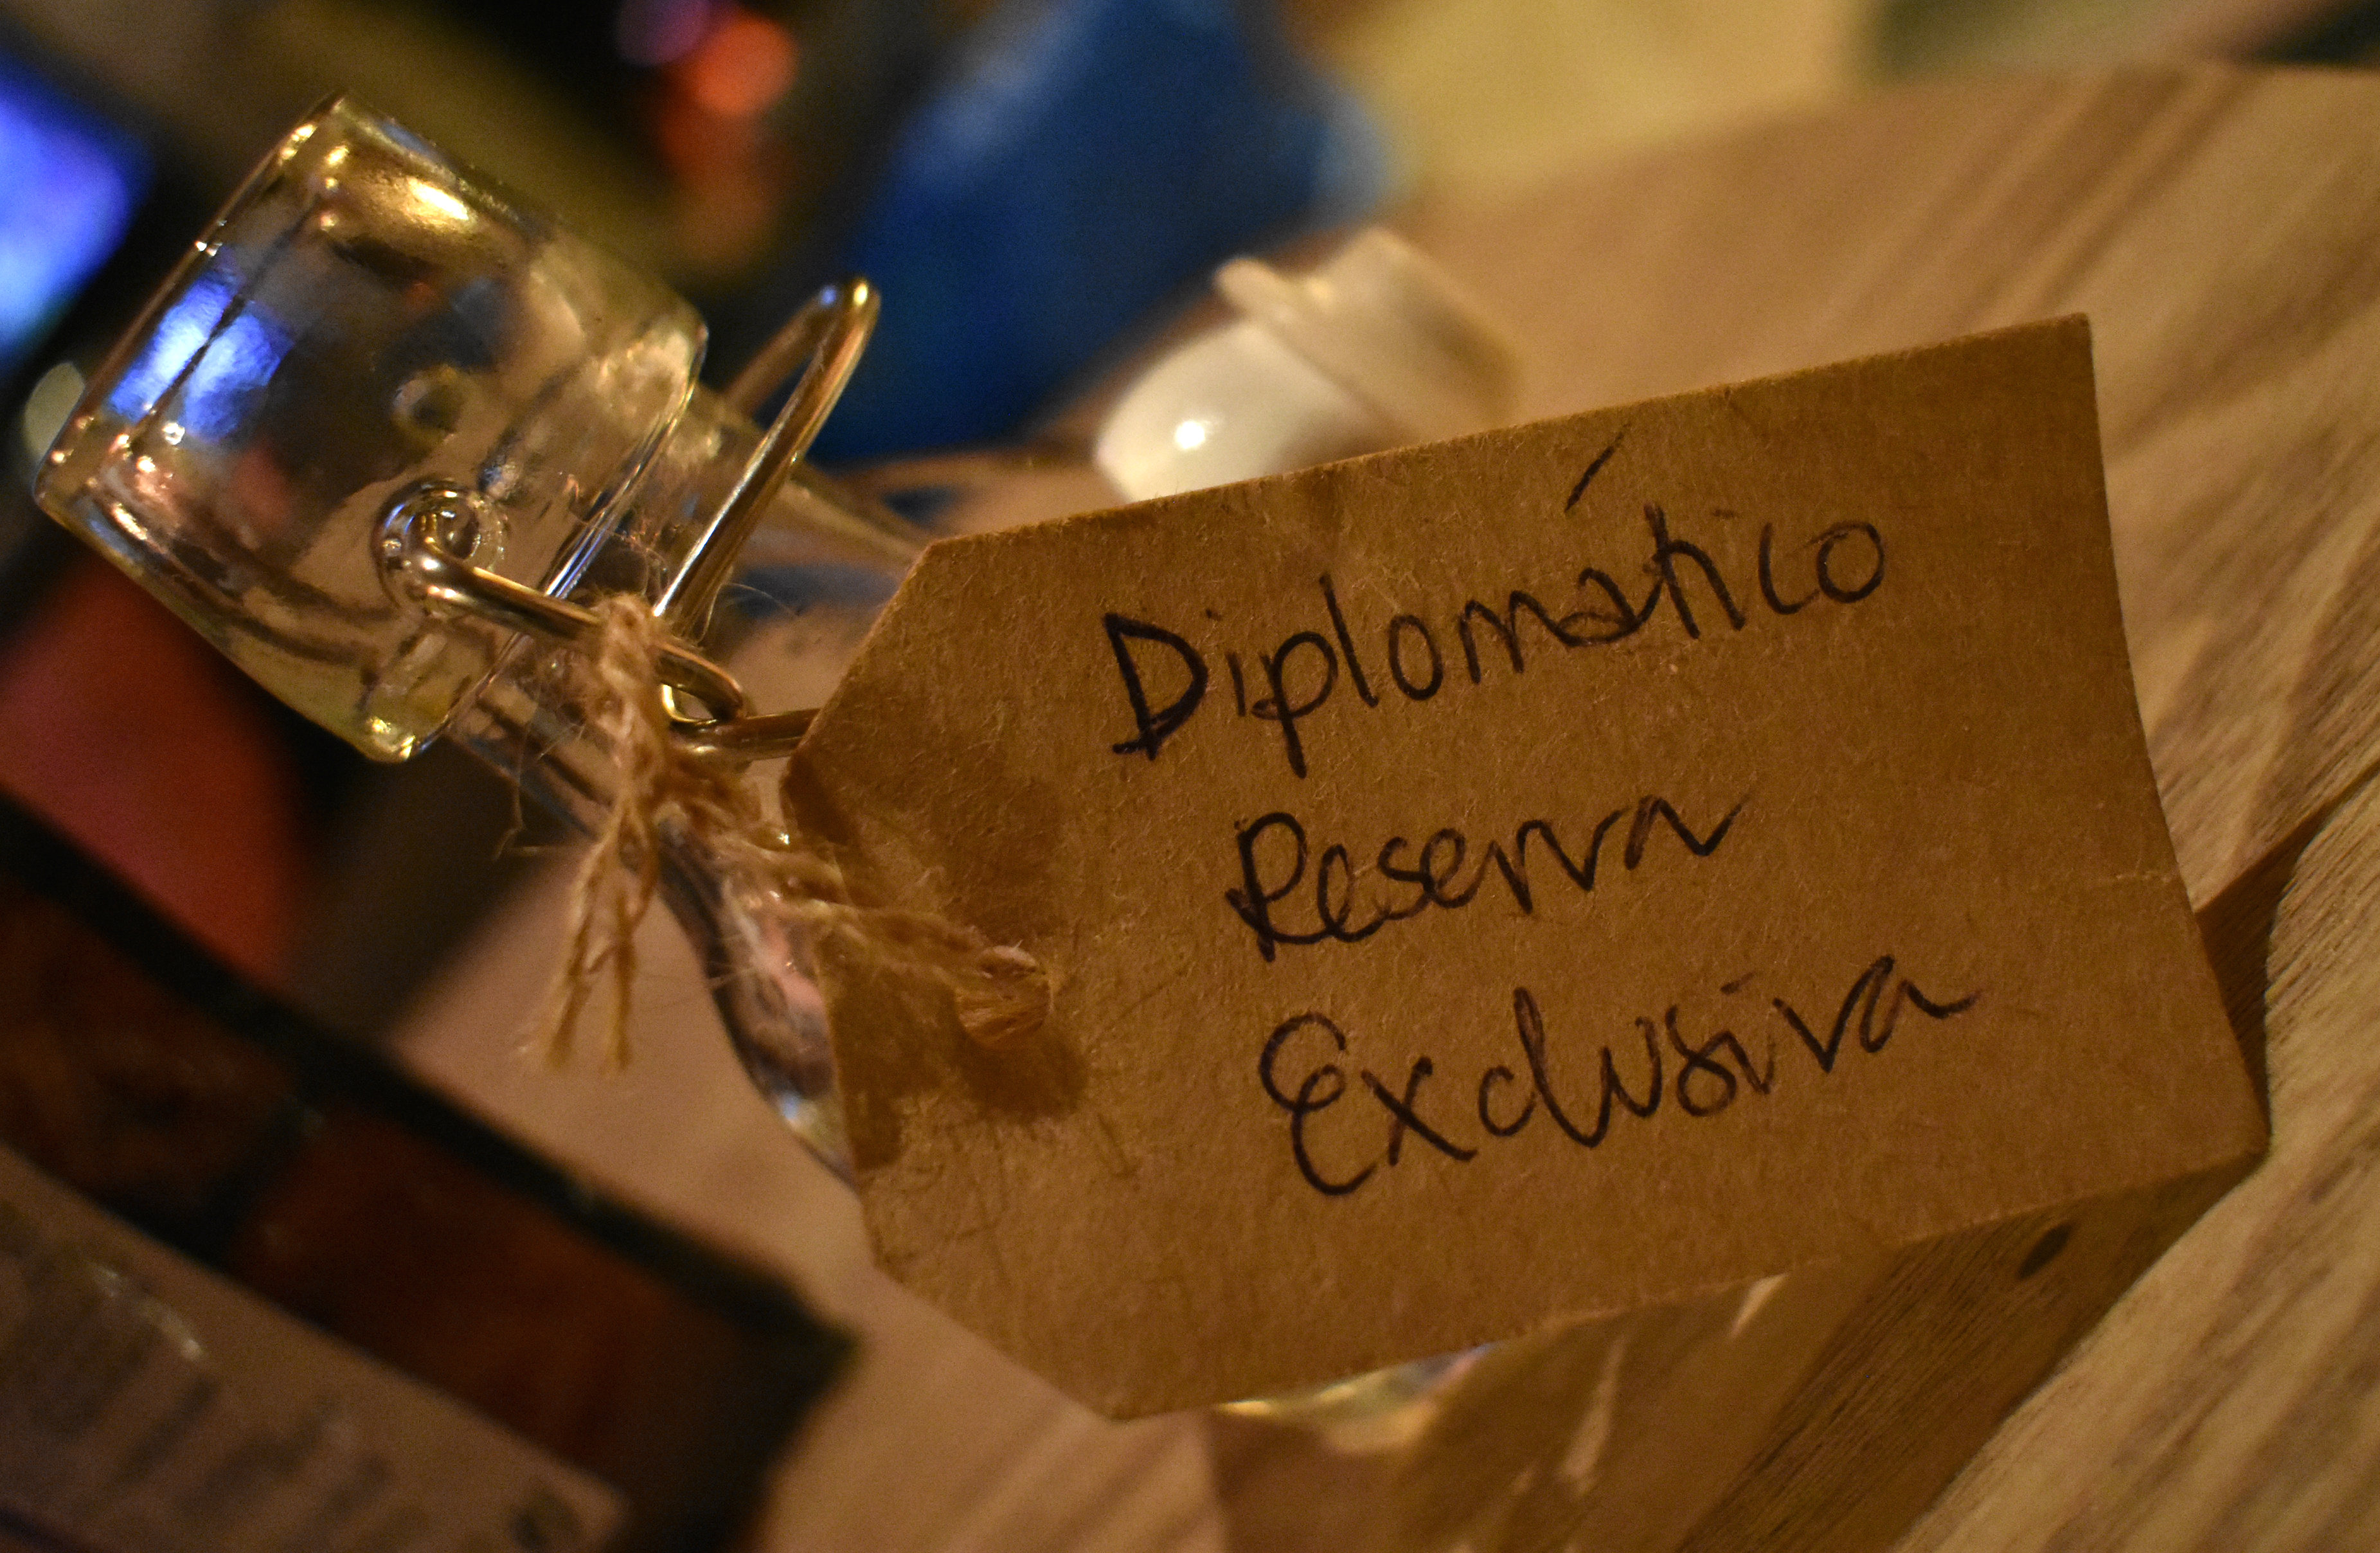 Diplomático
Reserva
Exclusiva